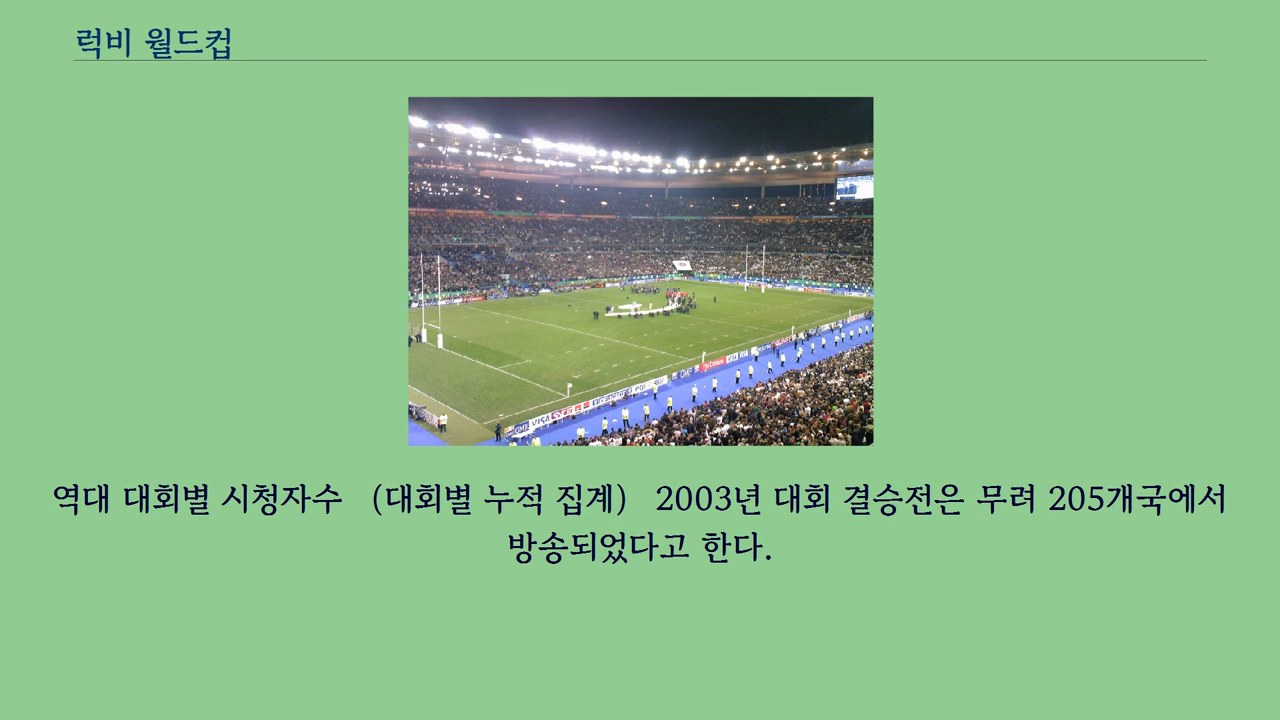 럭비 월드컵
VISA
역대 대회별 시청자수 (대회별 누적 집계) 2003년 대회 결승전은 무려 205개국에서
방송되었다고 한다.